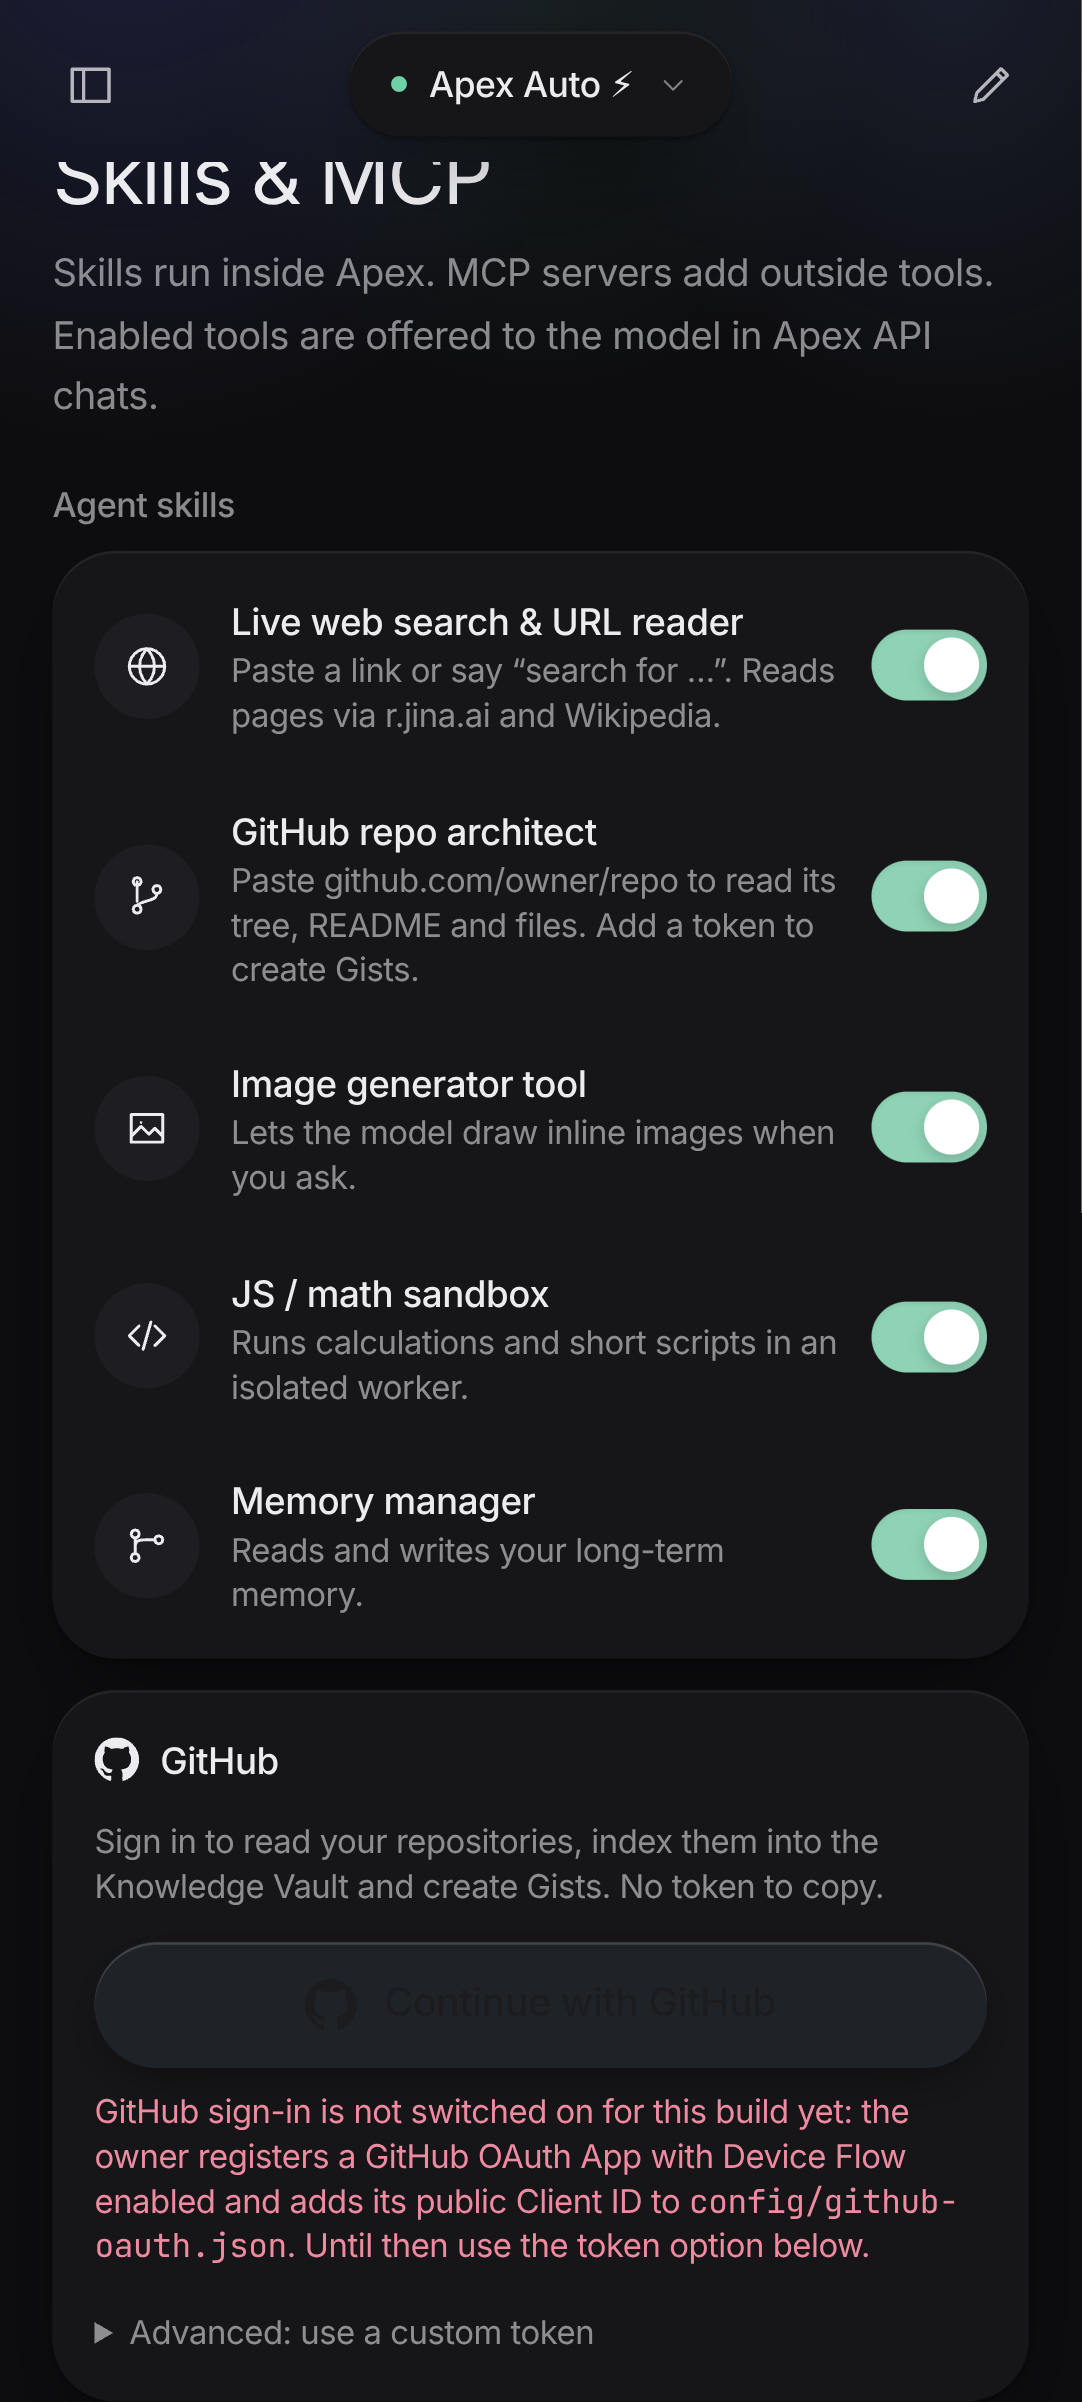 Apex Auto ⚡
Skills & MCP
Skills run inside Apex. MCP servers add outside tools.
Enabled tools are offered to the model in Apex API
chats.
Agent skills
Live web search & URL reader
Paste a link or say “search for ...”. Reads
pages via r.jina.ai and Wikipedia.
GitHub repo architect
Paste github.com/owner/repo to read its
tree, README and files. Add a token to
create Gists.
Image generator tool
Lets the model draw inline images when
you ask.
JS / math sandbox
Runs calculations and short scripts in an
isolated worker.
Memory manager
Reads and writes your long-term
memory.
GitHub
Sign in to read your repositories, index them into the
Knowledge Vault and create Gists. No token to copy.
Continue with GitHub
GitHub sign-in is not switched on for this build yet: the
owner registers a GitHub OAuth App with Device Flow
enabled and adds its public Client ID to config/github-
oauth.json. Until then use the token option below.
Advanced: use a custom token